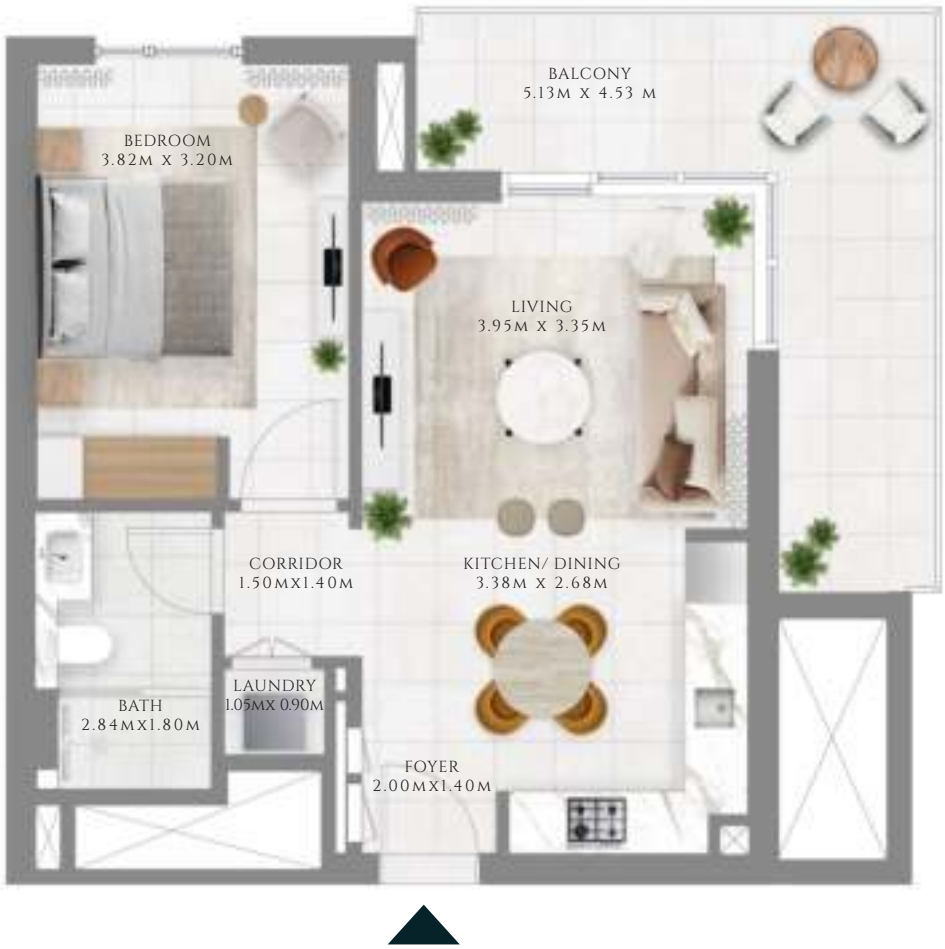 BALCONY
5.13M X 4.53 M
BEDROOM
3.82M X 3.20M
LIVING
3.95M X 3.35M
CORRIDOR
1.50MX1.40M
KITCHEN/ DINING
3.38M X 2.68M
LAUNDRY
1.05MX 0.90M
BATH
2.84MX1.80M
FOYER
2.00MX1.40M